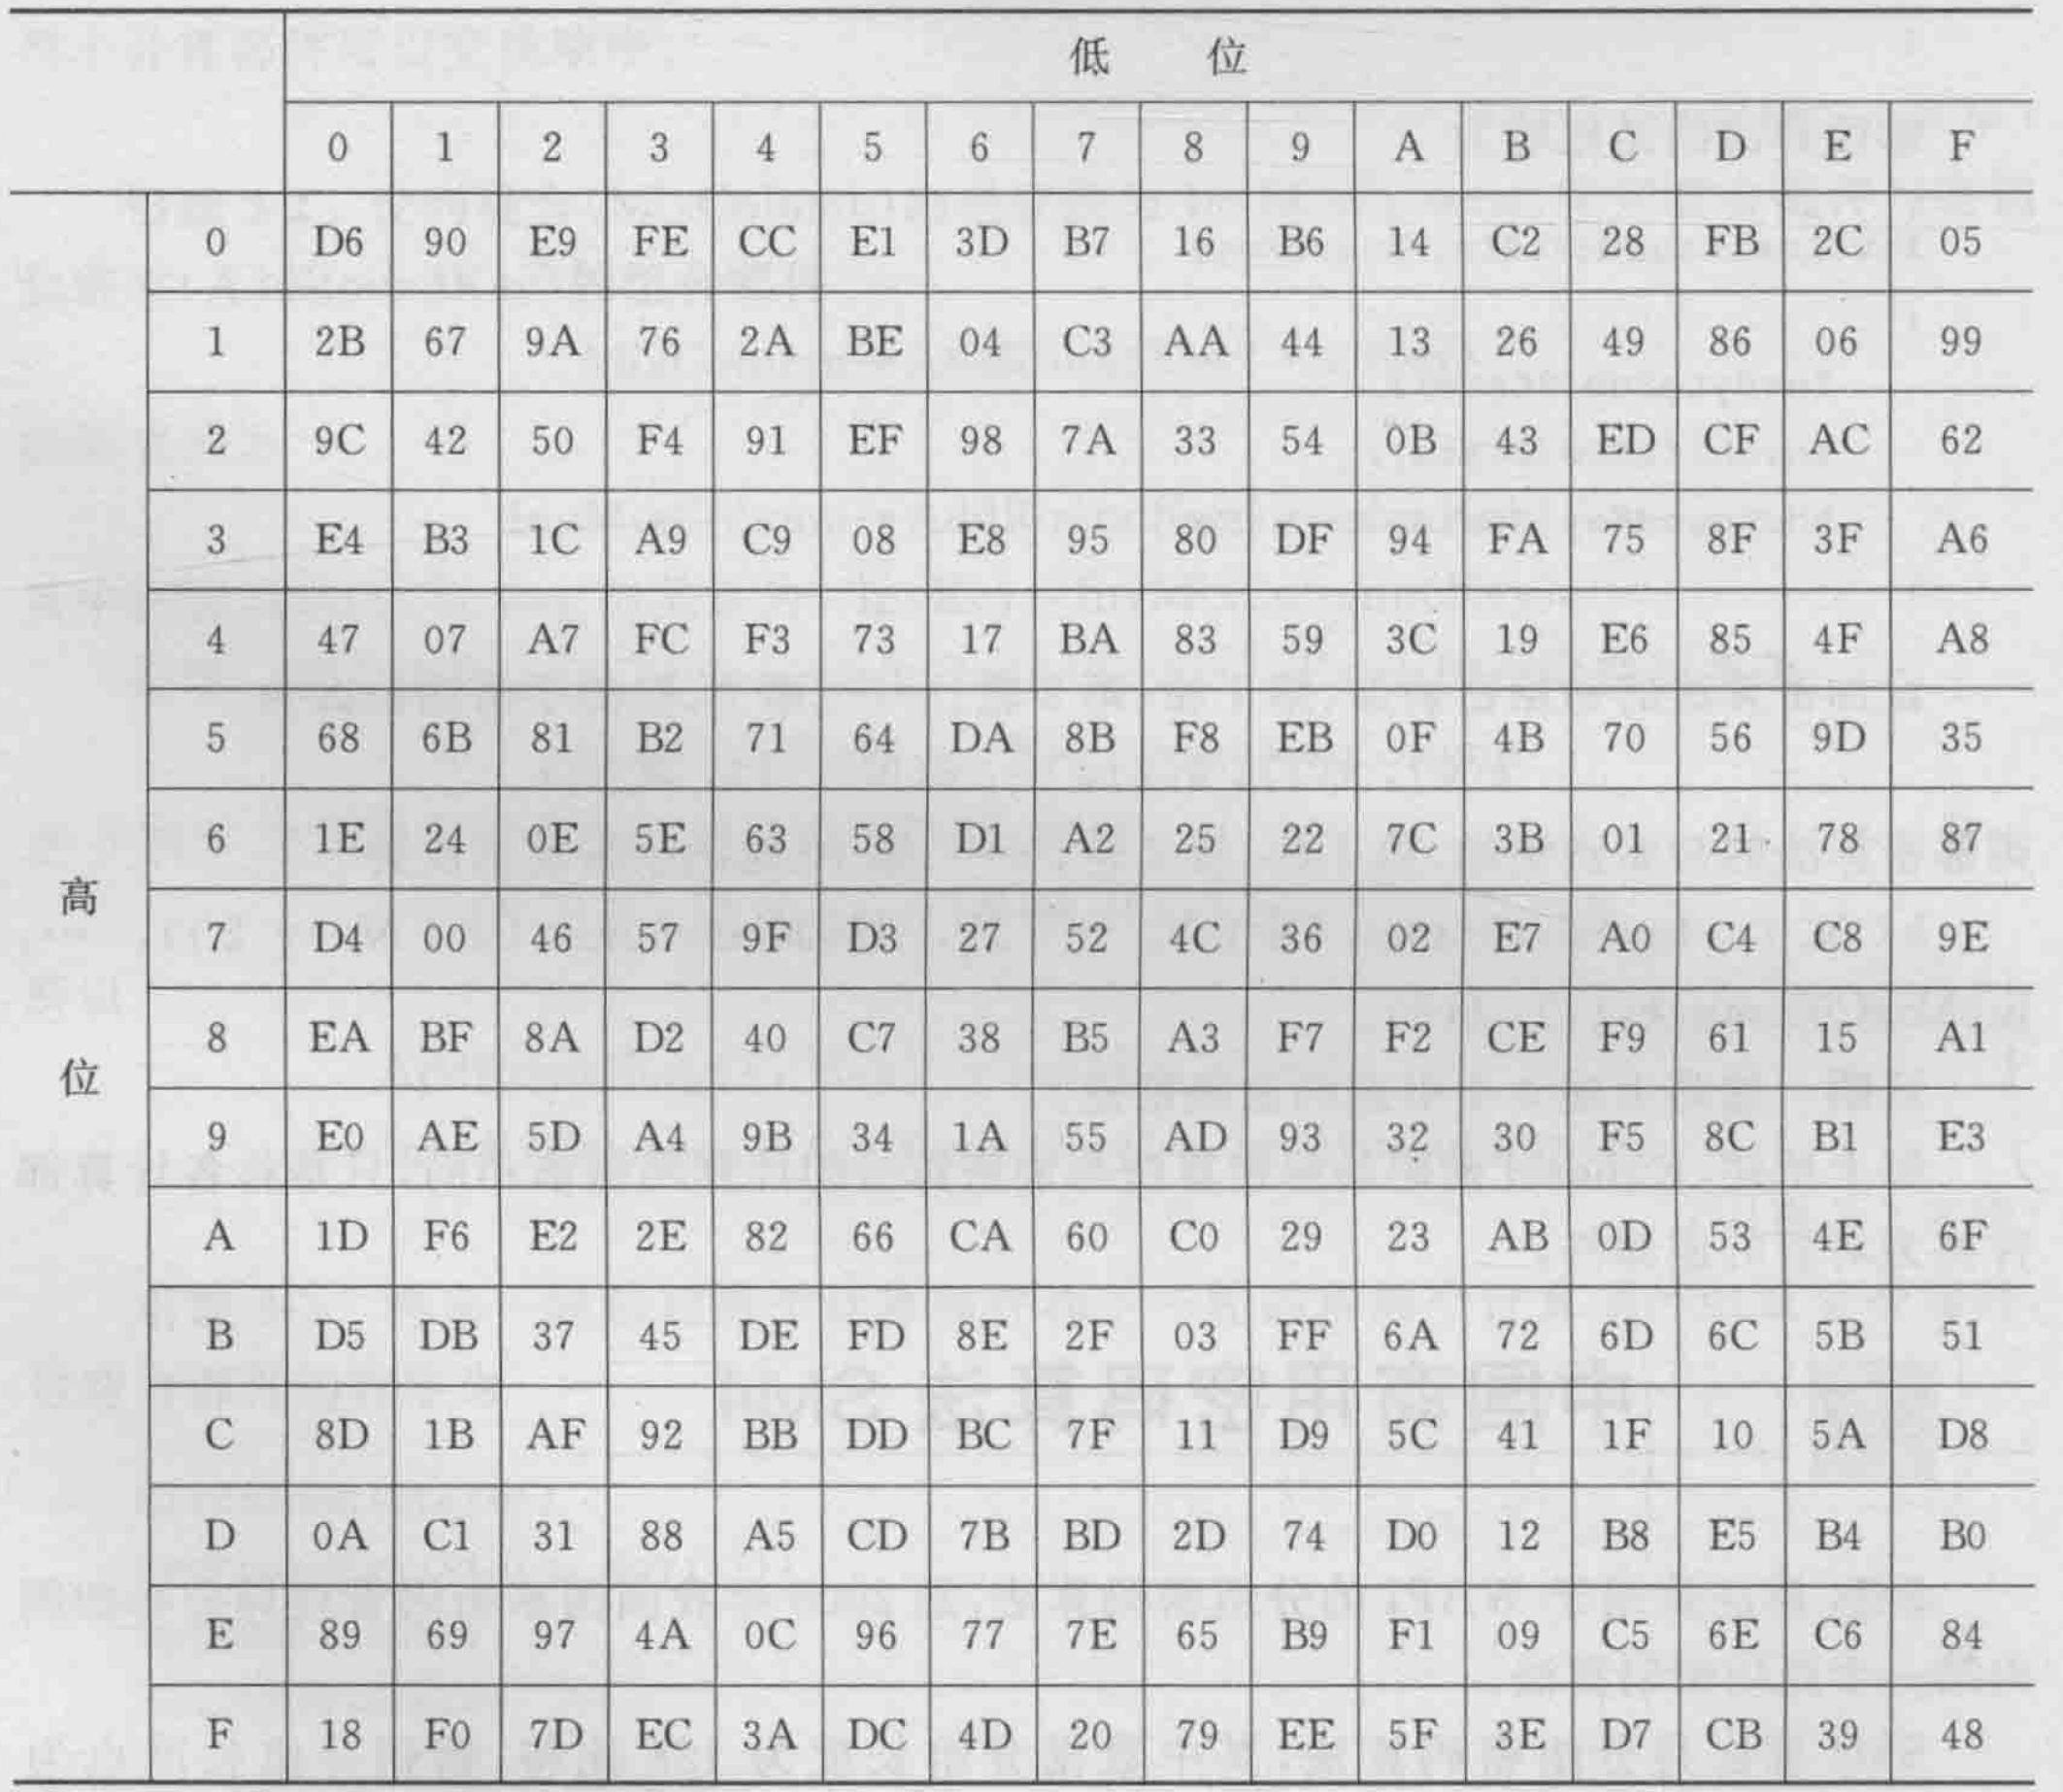 低 位
0 1 2 3 4 5 6 7 8 9 A B C D E F
0 D6 90 E9 FE CC E1 3D B7 16 B6 14 C2 28 FB 2C 05
1 2B 67 9A 76 2A BE 04 C3 AA 44 13 26 49 86 06 99
2 9C 42 50 F4 91 EF 98 7A 33 54 0B 43 ED CF AC 62
3 E4 B3 1C A9 C9 08 E8 95 80 DF 94 FA 75 8F 3F A6
4 47 07 A7 FC F3 73 17 BA 83 59 3C 19 E6 85 4F A8
5 68 6B 81 B2 71 64 DA 8B F8 EB 0F 4B 70 56 9D 35
6 1E 24 0E 5E 63 58 D1 A2 25 22 7C 3B 01 21 78 87
高
7 D4 00 46 57 9F D3 27 52 4C 36 02 E7 A0 C4 C8 9E
8 EA BF 8A D2 40 C7 38 B5 A3 F7 F2 CE F9 61 15 A1
位
9 E0 AE 5D A4 9B 34 1A 55 AD 93 32 30 F5 8C B1 E3
A 1D F6 E2 2E 82 66 CA 60 C0 29 23 AB 0D 53 4E 6F
B D5 DB 37 45 DE FD 8E 2F 03 FF 6A 72 6D 6C 5B 51
C 8D 1B AF 92 BB DD BC 7F 11 D9 5C 41 1F 10 5A D8
D 0A C1 31 88 A5 CD 7B BD 2D 74 D0 12 B8 E5 B4 B0
E 89 69 97 4A 0C 96 77 7E 65 B9 F1 09 C5 6E C6 84
F 18 F0 7D EC 3A DC 4D 20 79 EE 5F 3E D7 CB 39 48